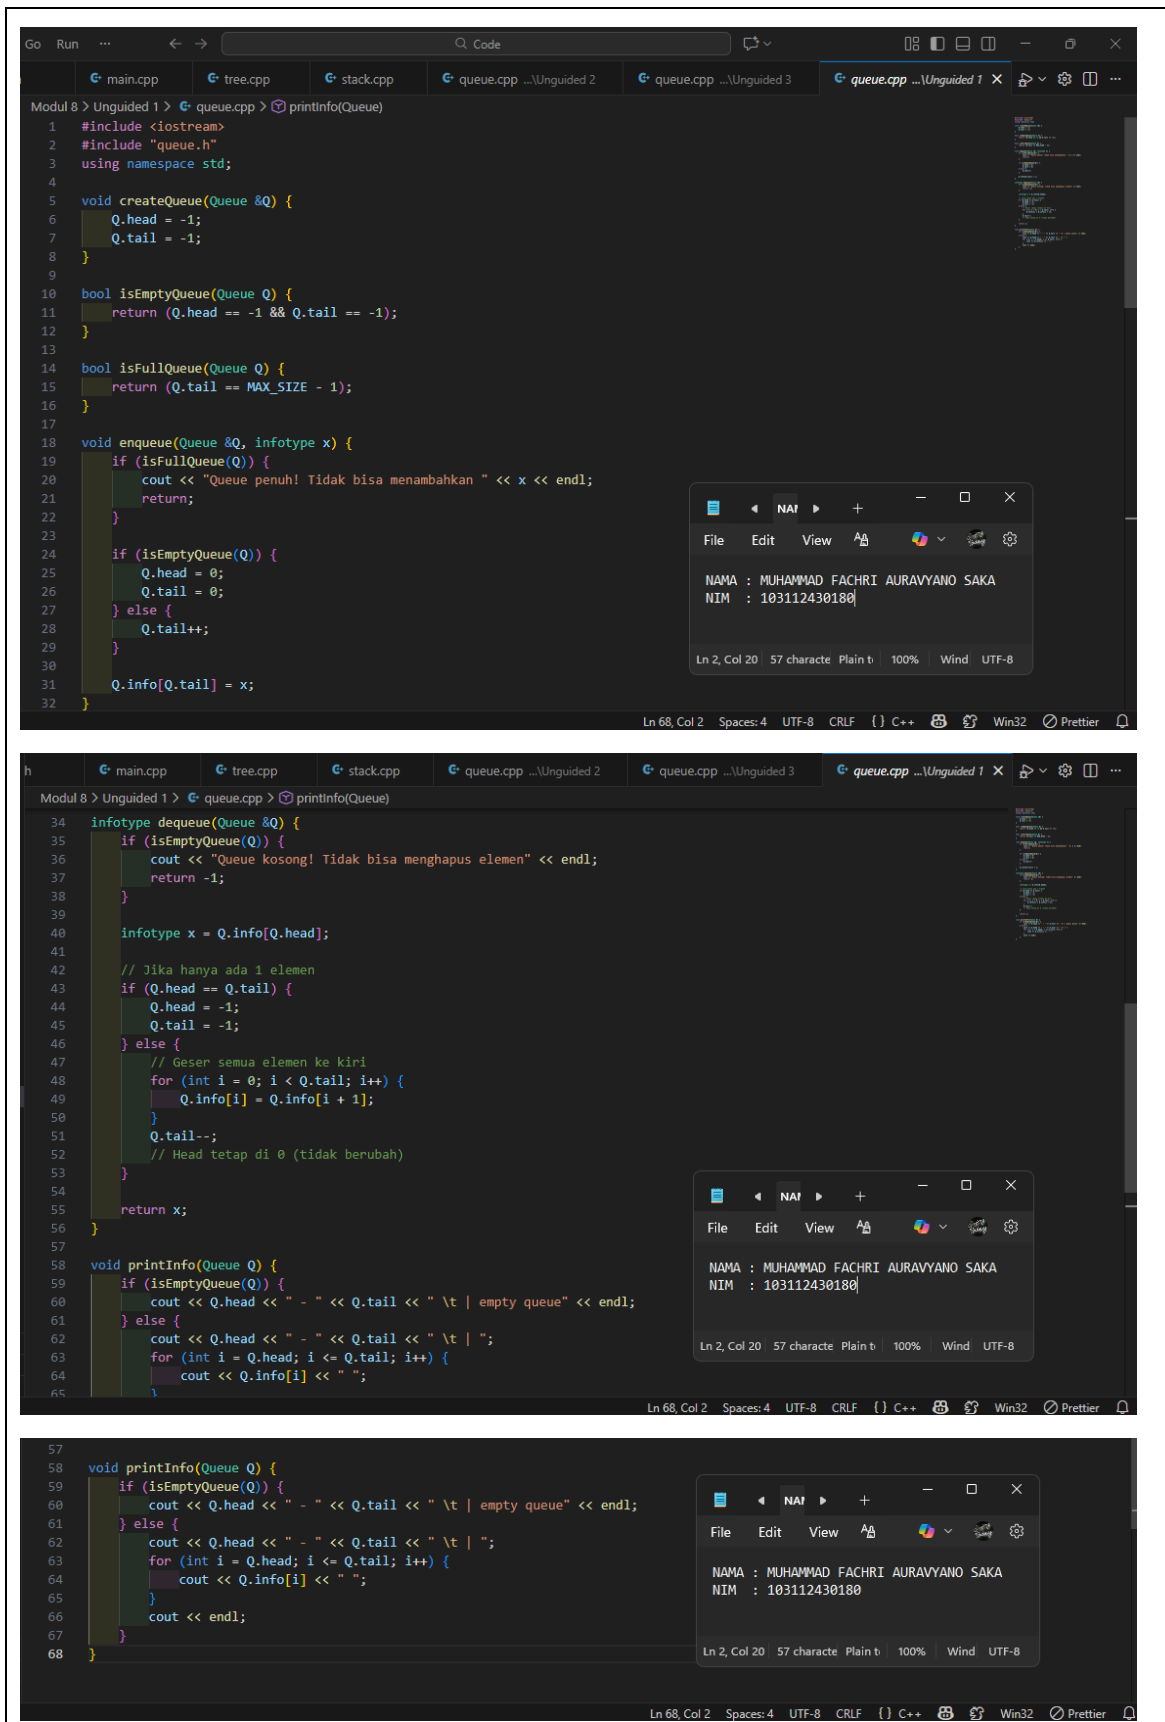 Go Run ··· ← → Code
main.cpp tree.cpp stack.cpp queue.cpp ...\Unguided 2 queue.cpp ...\Unguided 3 queue.cpp ...\Unguided 1
Modul 8 > Unguided 1 > queue.cpp > printInfo(Queue)
1 #include <iostream>
2 #include "queue.h"
3 using namespace std;
4
5 void createQueue(Queue &Q) {
6 Q.head = -1;
7 Q.tail = -1;
8 }
9
10 bool isEmptyQueue(Queue Q) {
11 return (Q.head == -1 && Q.tail == -1);
12 }
13
14 bool isFullQueue(Queue Q) {
15 return (Q.tail == MAX_SIZE - 1);
16 }
17
18 void enqueue(Queue &Q, infotype x) {
19 if (isFullQueue(Q)) {
20 cout << "Queue penuh! Tidak bisa menambahkan " << x << endl;
21 return;
22 }
23
24 if (isEmptyQueue(Q)) {
25 Q.head = 0;
26 Q.tail = 0;
27 } else {
28 Q.tail++;
29 }
30
31 Q.info[Q.tail] = x;
32 }
NAM
File Edit View
NAMA : MUHAMMAD FACHRI AURAVYANO SAKA
NIM : 103112430180
Ln 2, Col 20 57 characte Plain t 100% Wind UTF-8
Ln 68, Col 2 Spaces: 4 UTF-8 CRLF { } C++ Win32 Prettier
h main.cpp tree.cpp stack.cpp queue.cpp ...\Unguided 2 queue.cpp ...\Unguided 3 queue.cpp ...\Unguided 1
Modul 8 > Unguided 1 > queue.cpp > printInfo(Queue)
34 infotype dequeue(Queue &Q) {
35 if (isEmptyQueue(Q)) {
36 cout << "Queue kosong! Tidak bisa menghapus elemen" << endl;
37 return -1;
38 }
39
40 infotype x = Q.info[Q.head];
41
42 // Jika hanya ada 1 elemen
43 if (Q.head == Q.tail) {
44 Q.head = -1;
45 Q.tail = -1;
46 } else {
47 // Geser semua elemen ke kiri
48 for (int i = 0; i < Q.tail; i++) {
49 Q.info[i] = Q.info[i + 1];
50 }
51 Q.tail--;
52 // Head tetap di 0 (tidak berubah)
53 }
54
55 return x;
56 }
57
58 void printInfo(Queue Q) {
59 if (isEmptyQueue(Q)) {
60 cout << Q.head << " - " << Q.tail << " \t | empty queue" << endl;
61 } else {
62 cout << Q.head << " - " << Q.tail << " \t | ";
63 for (int i = Q.head; i <= Q.tail; i++) {
64 cout << Q.info[i] << " ";
65 }
NAM
File Edit View
NAMA : MUHAMMAD FACHRI AURAVYANO SAKA
NIM : 103112430180
Ln 2, Col 20 57 characte Plain t 100% Wind UTF-8
Ln 68, Col 2 Spaces: 4 UTF-8 CRLF { } C++ Win32 Prettier
57
58 void printInfo(Queue Q) {
59 if (isEmptyQueue(Q)) {
60 cout << Q.head << " - " << Q.tail << " \t | empty queue" << endl;
61 } else {
62 cout << Q.head << " - " << Q.tail << " \t | ";
63 for (int i = Q.head; i <= Q.tail; i++) {
64 cout << Q.info[i] << " ";
65 }
66 cout << endl;
67 }
68 }
NAM
File Edit View
NAMA : MUHAMMAD FACHRI AURAVYANO SAKA
NIM : 103112430180
Ln 2, Col 20 57 characte Plain t 100% Wind UTF-8
Ln 68, Col 2 Spaces: 4 UTF-8 CRLF { } C++ Win32 Prettier